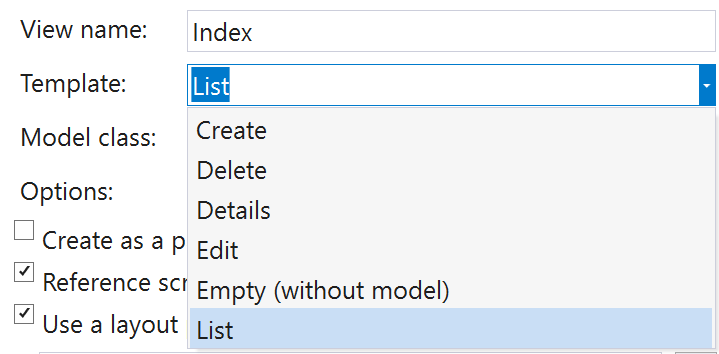 View name: Index
Template: List
Model class: Create
Delete
Options: Details
Create as a p Edit
Reference scr Empty (without model)
Use a layout List